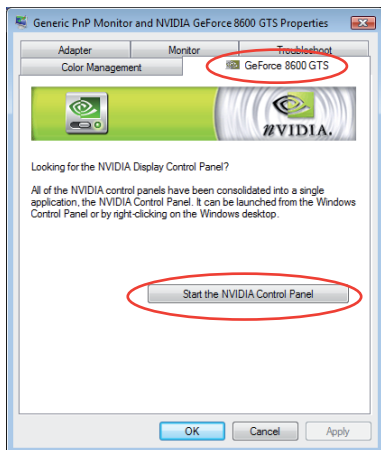 Generic PnP Monitor and NVIDIA GeForce 8600 GTS Properties
Adapter Monitor Troubleshoot
Color Management GeForce 8600 GTS
NVIDIA.
Looking for the NVIDIA Display Control Panel?
All of the NVIDIA control panels have been consolidated into a single
application, the NVIDIA Control Panel. It can be launched from the Windows
Control Panel or by right-clicking on the Windows desktop.
Start the NVIDIA Control Panel
OK Cancel Apply